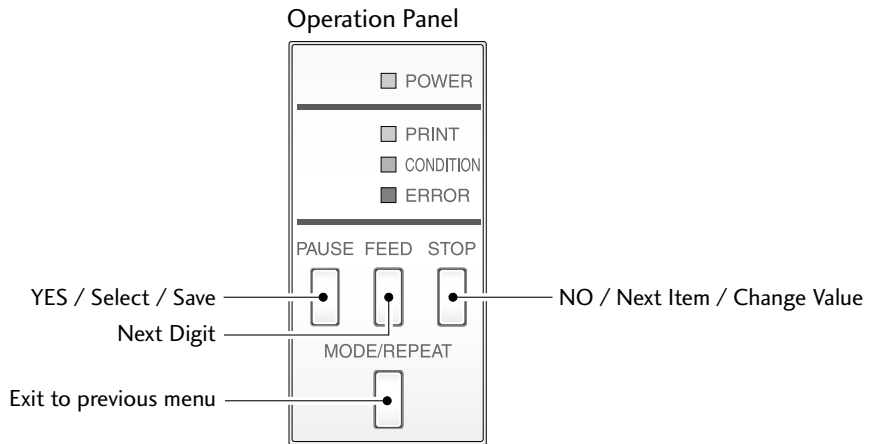 Operation Panel
POWER
PRINT
CONDITION
ERROR
PAUSE FEED STOP
YES / Select / Save
NO / Next Item / Change Value
Next Digit
MODE/REPEAT
Exit to previous menu